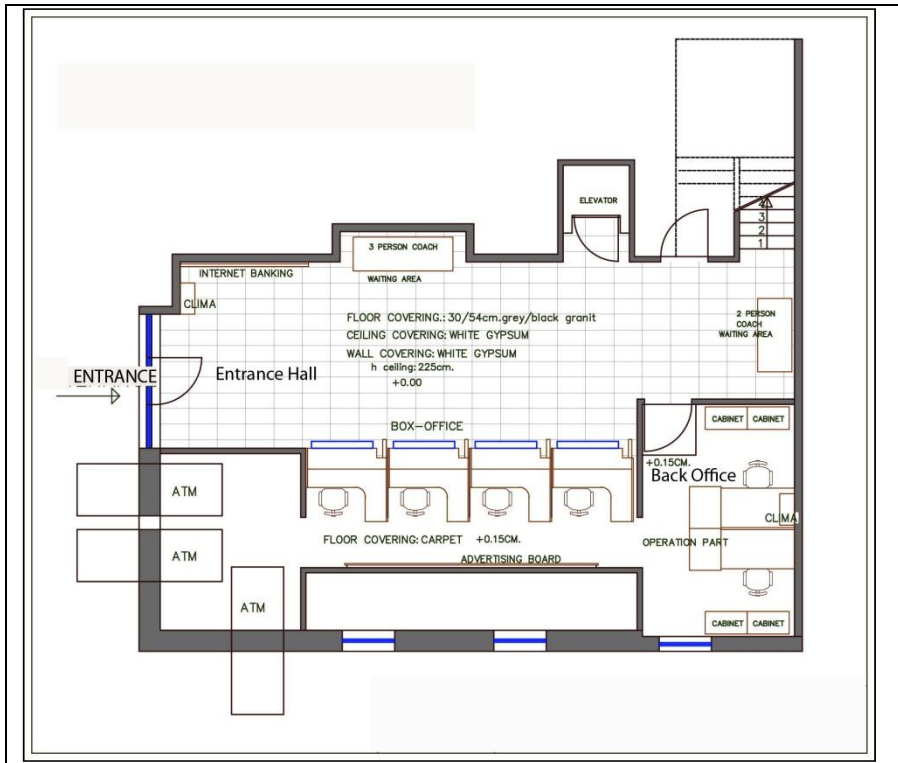 ELEVATOR
4
3
2
1
3 PERSON COACH
WAITING AREA
INTERNET BANKING
CLIMA
FLOOR COVERING.: 30/54cm.grey/black granit
CEILING COVERING: WHITE GYPSUM
WALL COVERING: WHITE GYPSUM
h ceiling: 225cm.
+0.00
2 PERSON
COACH
WAITING AREA
ENTRANCE
Entrance Hall
BOX-OFFICE
CABINET CABINET
+0.15CM.
Back Office
ATM
CLIMA
FLOOR COVERING: CARPET +0.15CM.
OPERATION PART
ATM
ADVERTISING BOARD
ATM
CABINET CABINET